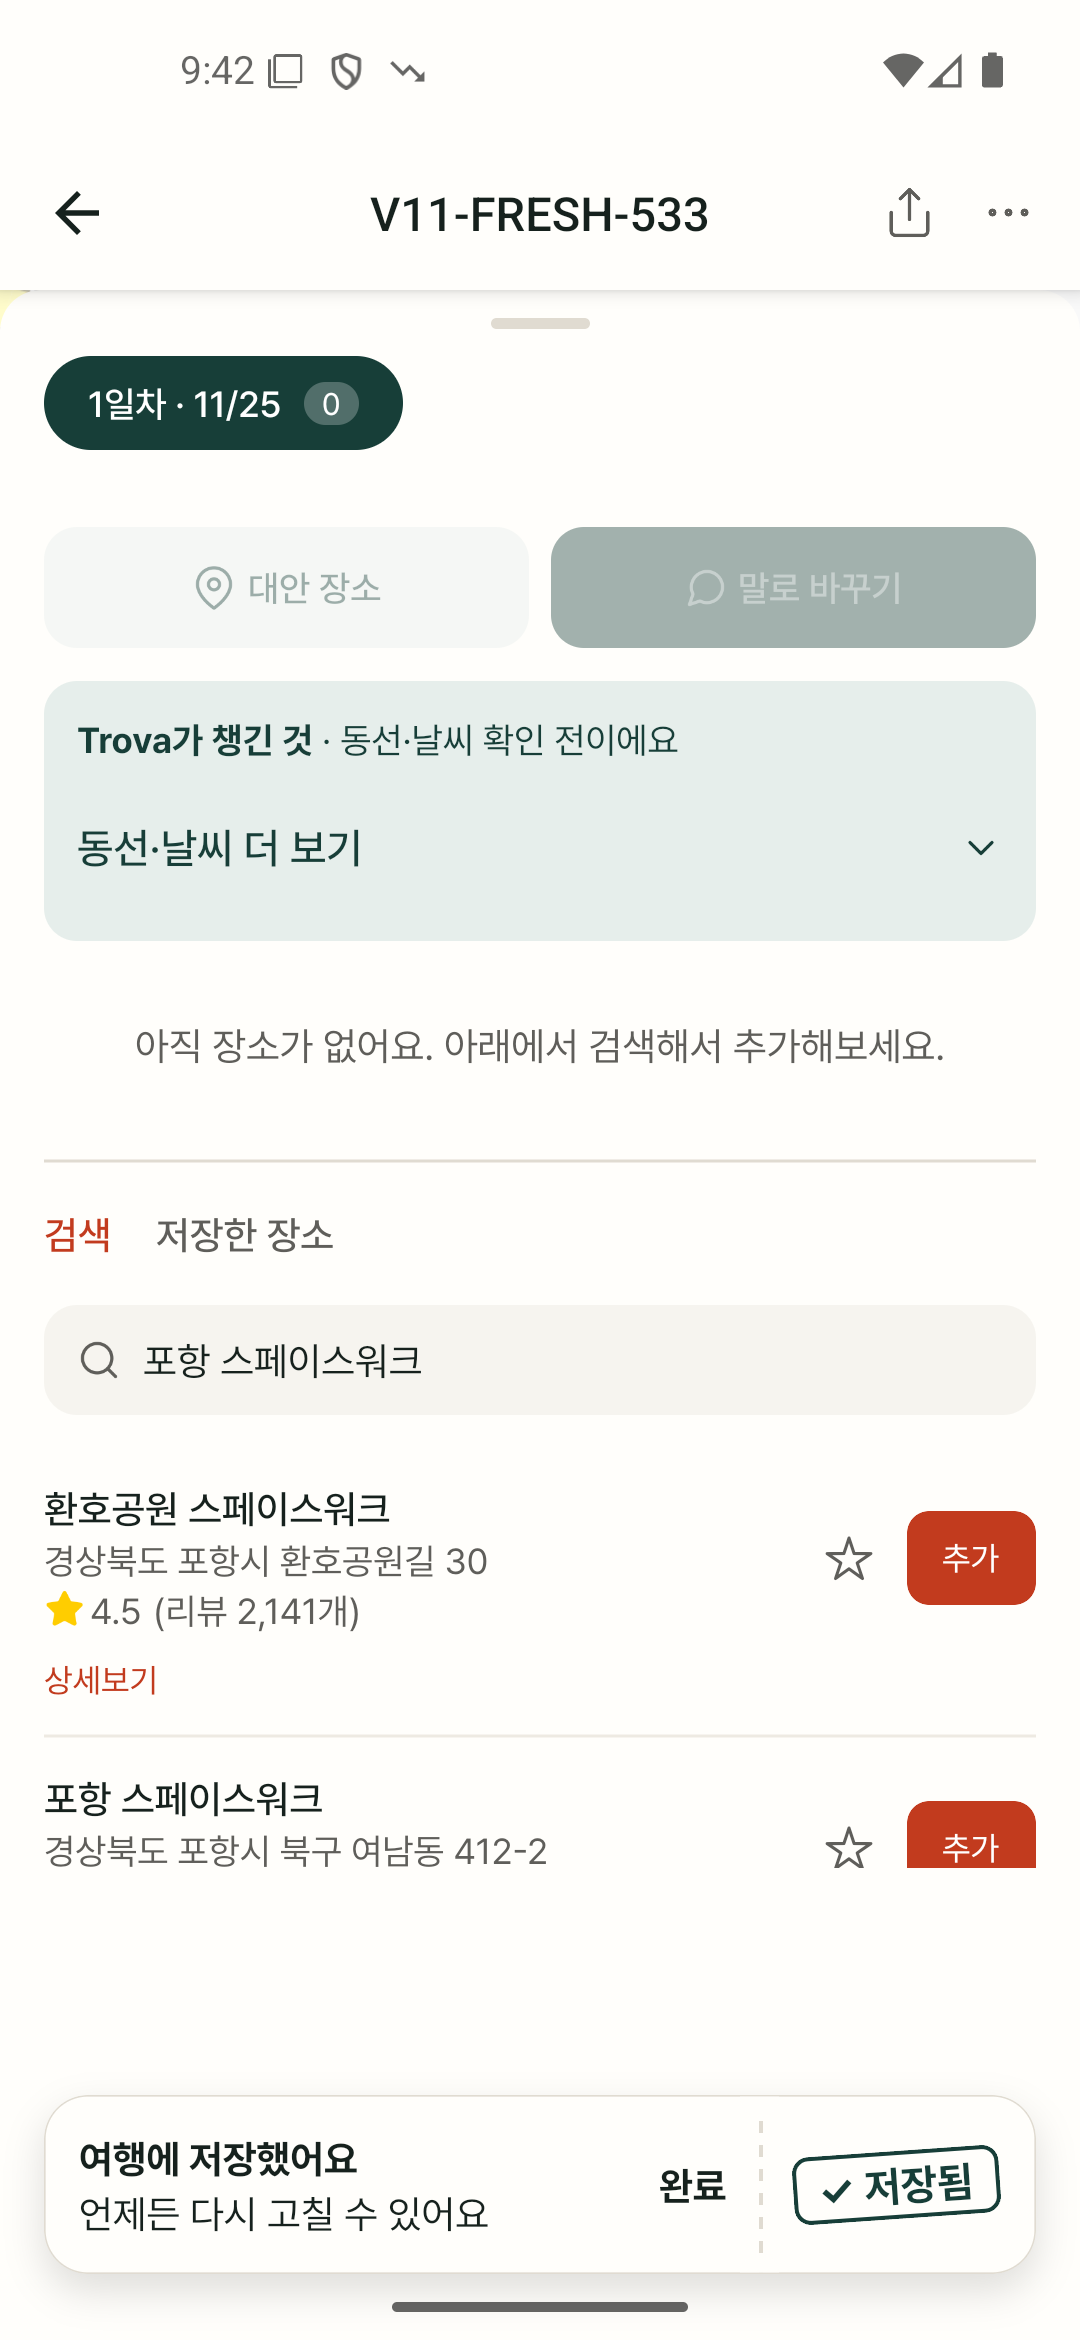 9:42
V11-FRESH-533
1일차 · 11/25 0
대안 장소
말로 바꾸기
Trova가 챙긴 것 · 동선·날씨 확인 전이에요
동선·날씨 더 보기
아직 장소가 없어요. 아래에서 검색해서 추가해보세요.
검색 저장한 장소
포항 스페이스워크
환호공원 스페이스워크
경상북도 포항시 환호공원길 30
4.5 (리뷰 2,141개)
추가
상세보기
포항 스페이스워크
경상북도 포항시 북구 여남동 412-2
추가
여행에 저장했어요
언제든 다시 고칠 수 있어요
완료
저장됨